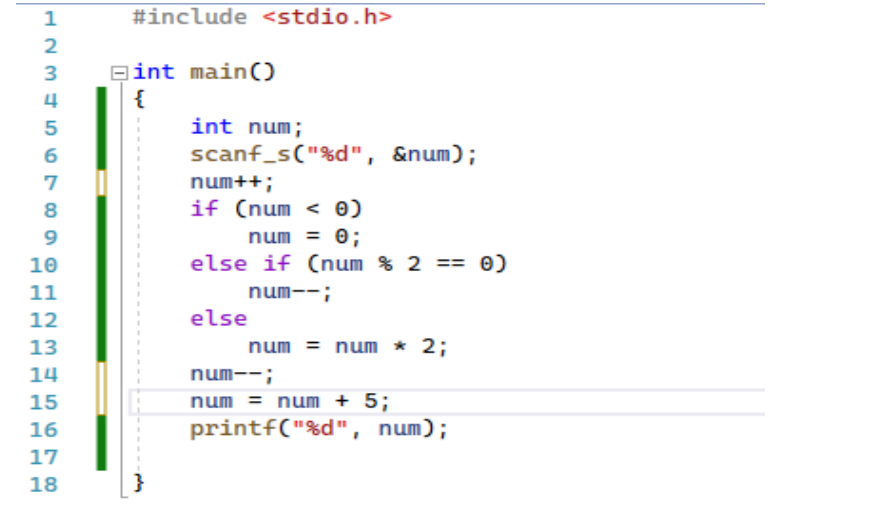 1 #include <stdio.h>
2
3 int main()
4 {
5 int num;
6 scanf_s("%d", &num);
7 num++;
8 if (num < 0)
9 num = 0;
10 else if (num % 2 == 0)
11 num--;
12 else
13 num = num * 2;
14 num--;
15 num = num + 5;
16 printf("%d", num);
17
18 }